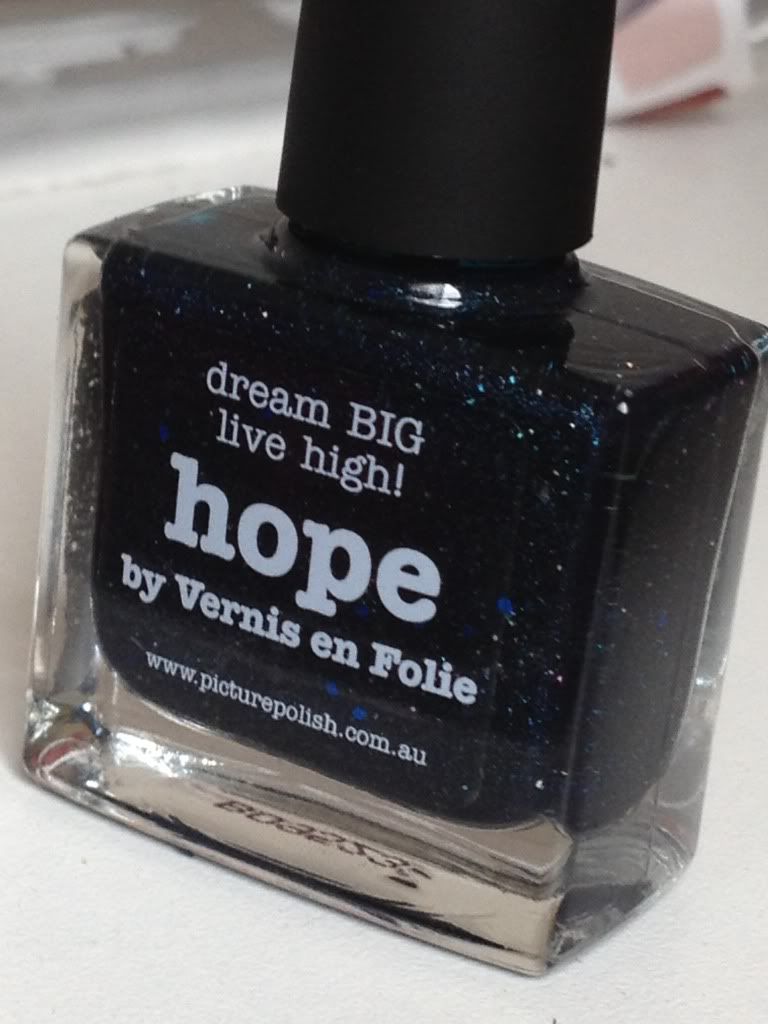 dream BIG
live high!
hope
by Vernis en Folie
www.picturepolish.com.au